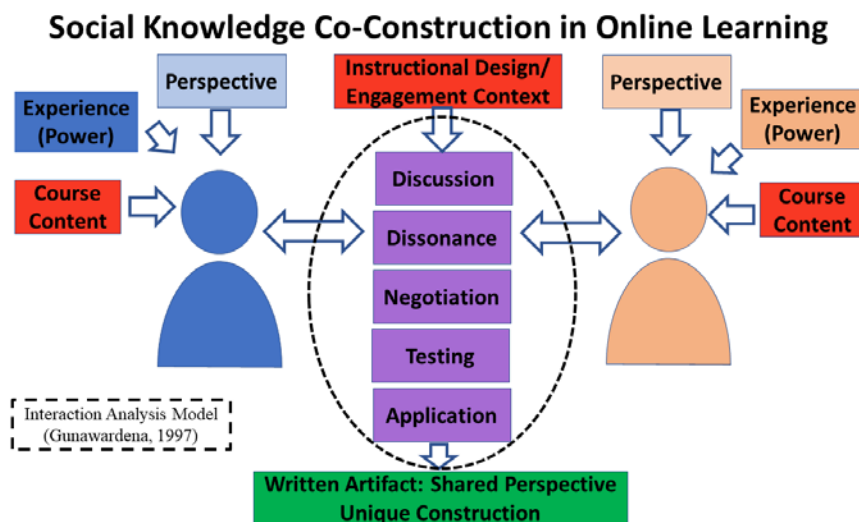 Social Knowledge Co-Construction in Online Learning
Perspective
Instructional Design/
Engagement Context
Perspective
Experience
(Power)
Experience
(Power)
Course
Content
Course
Content
Discussion
Dissonance
Negotiation
Testing
Application
Interaction Analysis Model
(Gunawardena, 1997)
Written Artifact: Shared Perspective
Unique Construction